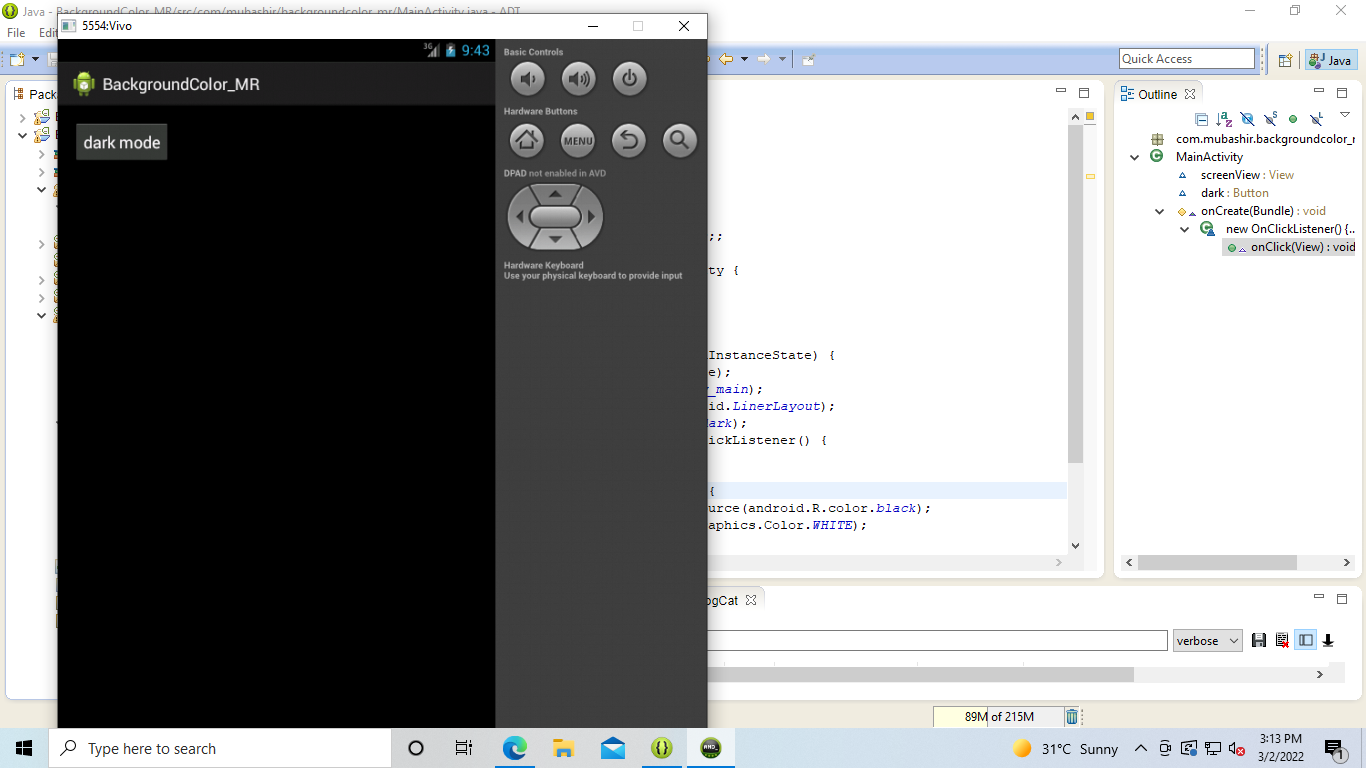 Java - BackgroundColor_MR/src/com/mubashir/backgroundcolor_mr/MainActivity.java - ADT
File Edi
5554:Vivo
3G 9:43
BackgroundColor_MR
dark mode
Basic Controls
Hardware Buttons
MENU
DPAD not enabled in AVD
Hardware Keyboard
Use your physical keyboard to provide input
Quick Access
Java
Pack
;;
ty {
InstanceState) {
e);
_main);
id.LinerLayout);
ark);
ickListener() {
{
urce(android.R.color.black);
aphics.Color.WHITE);
Outline
com.mubashir.backgroundcolor_r
MainActivity
screenView : View
dark : Button
onCreate(Bundle) : void
new OnClickListener() {...
onClick(View) : void
ogCat
verbose
89M of 215M
Type here to search
31°C Sunny
3:13 PM
3/2/2022
1